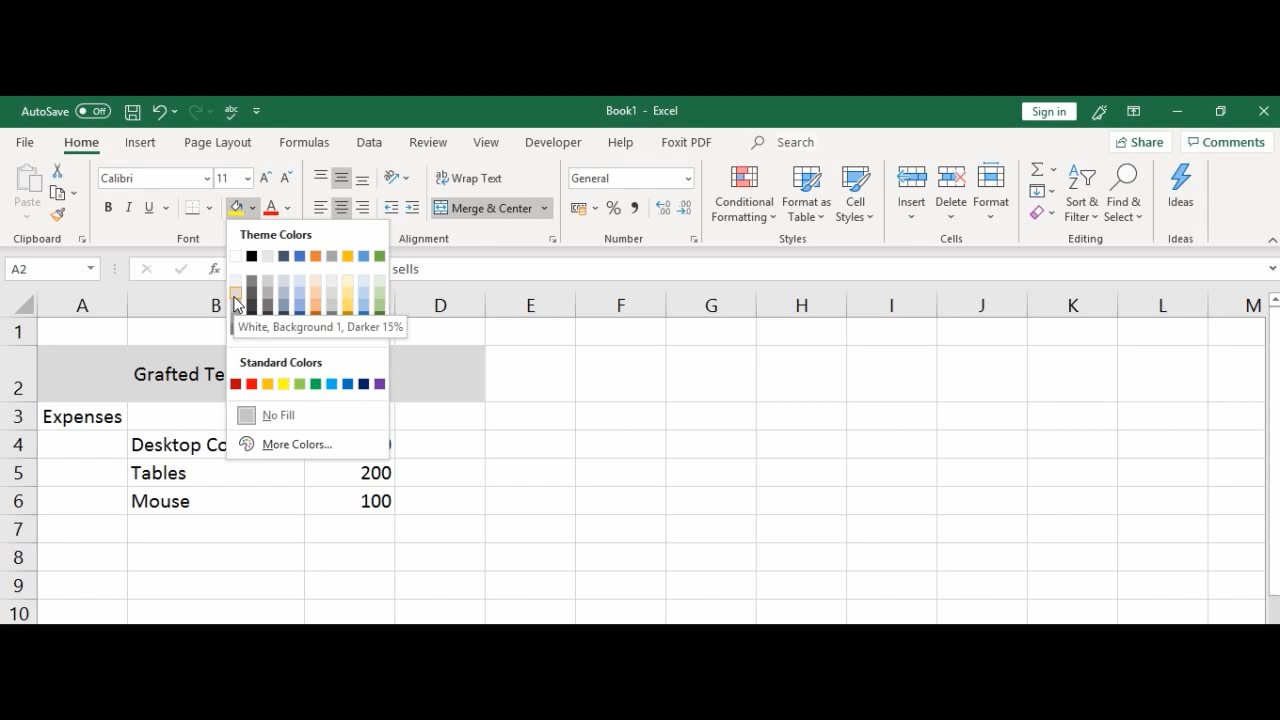 AutoSave Off Book1 - Excel Sign in
File Home Insert Page Layout Formulas Data Review View Developer Help Foxit PDF Search Share Comments
Paste Calibri 11 A A Wrap Text General Conditional Formatting Format as Table Cell Styles Insert Delete Format Sort & Filter Find & Select Ideas
B I U A Merge & Center % ,
Clipboard Font Alignment Number Styles Cells Editing Ideas
Theme Colors
A2 fx sells
A B D E F G H I J K L M
White, Background 1, Darker 15%
Standard Colors
No Fill
More Colors...
1
2 Grafted Te
3 Expenses
4 Desktop Co
5 Tables 200
6 Mouse 100
7
8
9
10